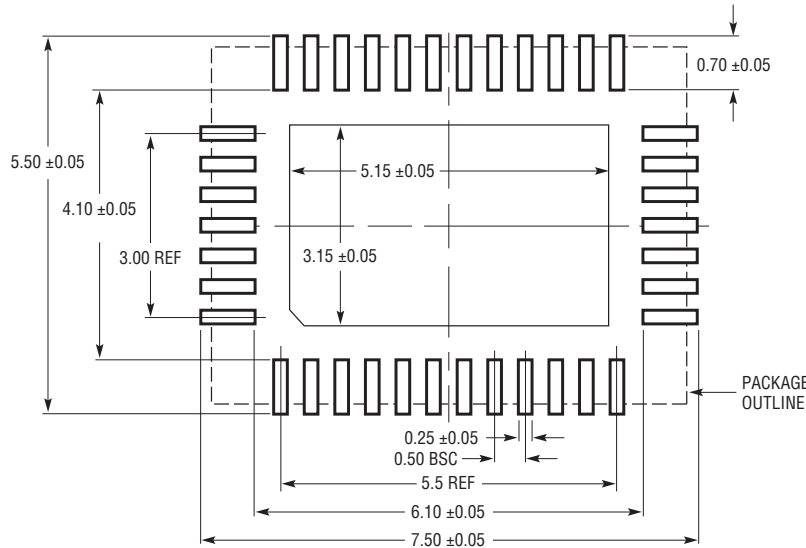 0.70 ±0.05
5.50 ±0.05
5.15 ±0.05
4.10 ±0.05
3.00 REF
3.15 ±0.05
PACKAGE
OUTLINE
0.25 ±0.05
0.50 BSC
5.5 REF
6.10 ±0.05
7.50 ±0.05